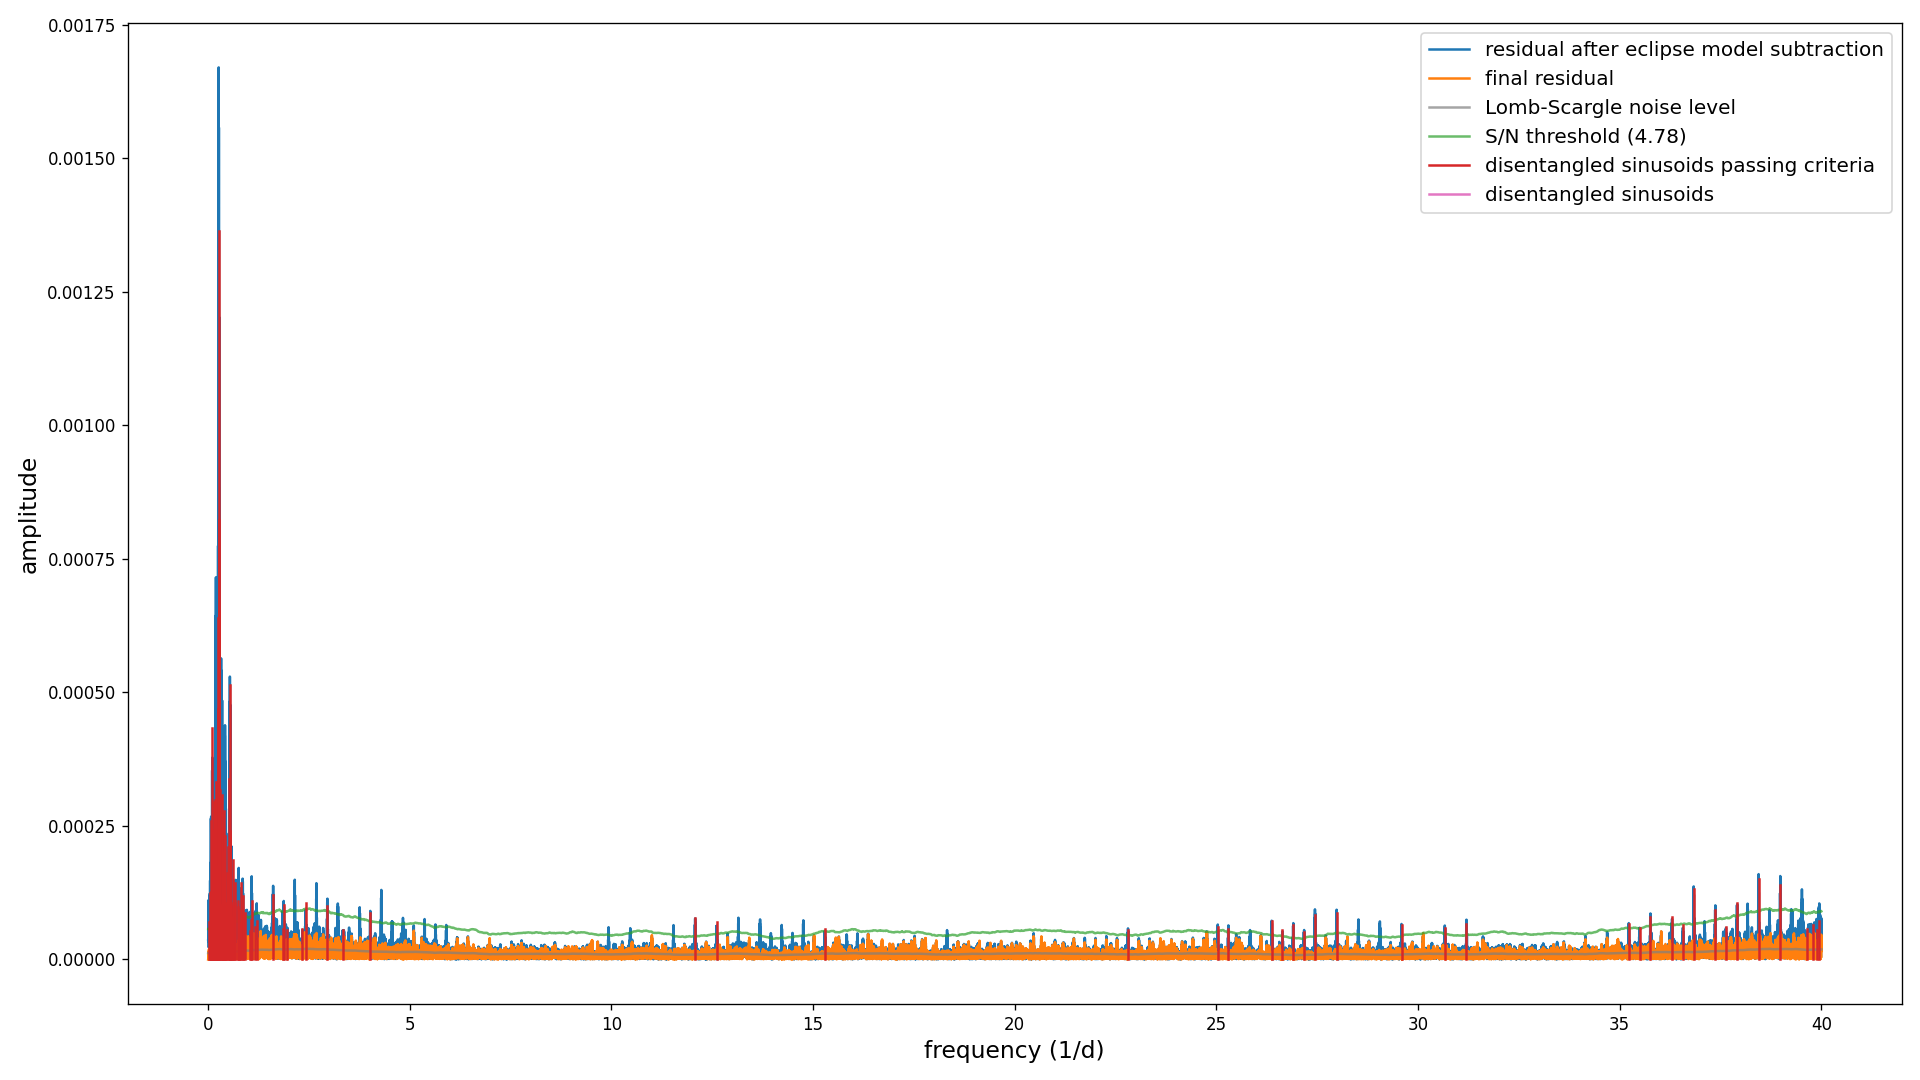 0.00175
0.00150
0.00125
0.00100
0.00075
0.00050
0.00025
0.00000
amplitude
residual after eclipse model subtraction
final residual
Lomb-Scargle noise level
S/N threshold (4.78)
disentangled sinusoids passing criteria
disentangled sinusoids
0 5 10 15 20 25 30 35 40
frequency (1/d)